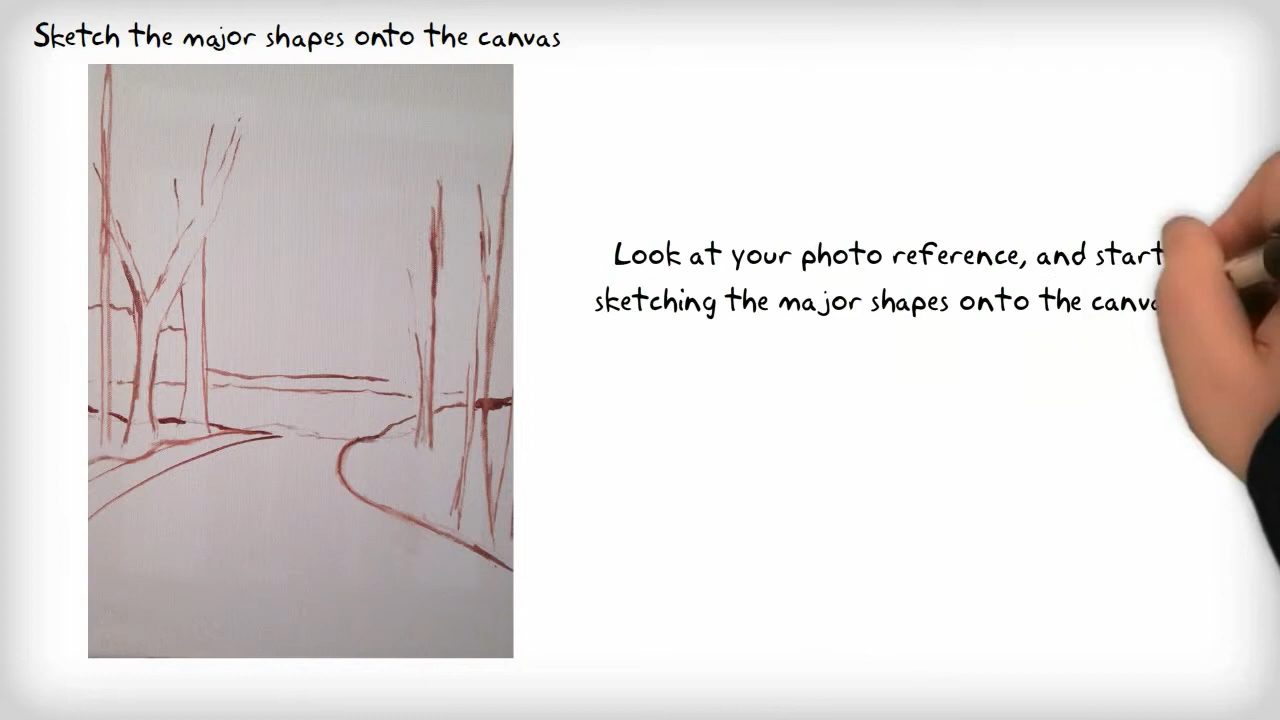 Sketch the major shapes onto the canvas
Look at your photo reference, and start
sketching the major shapes onto the